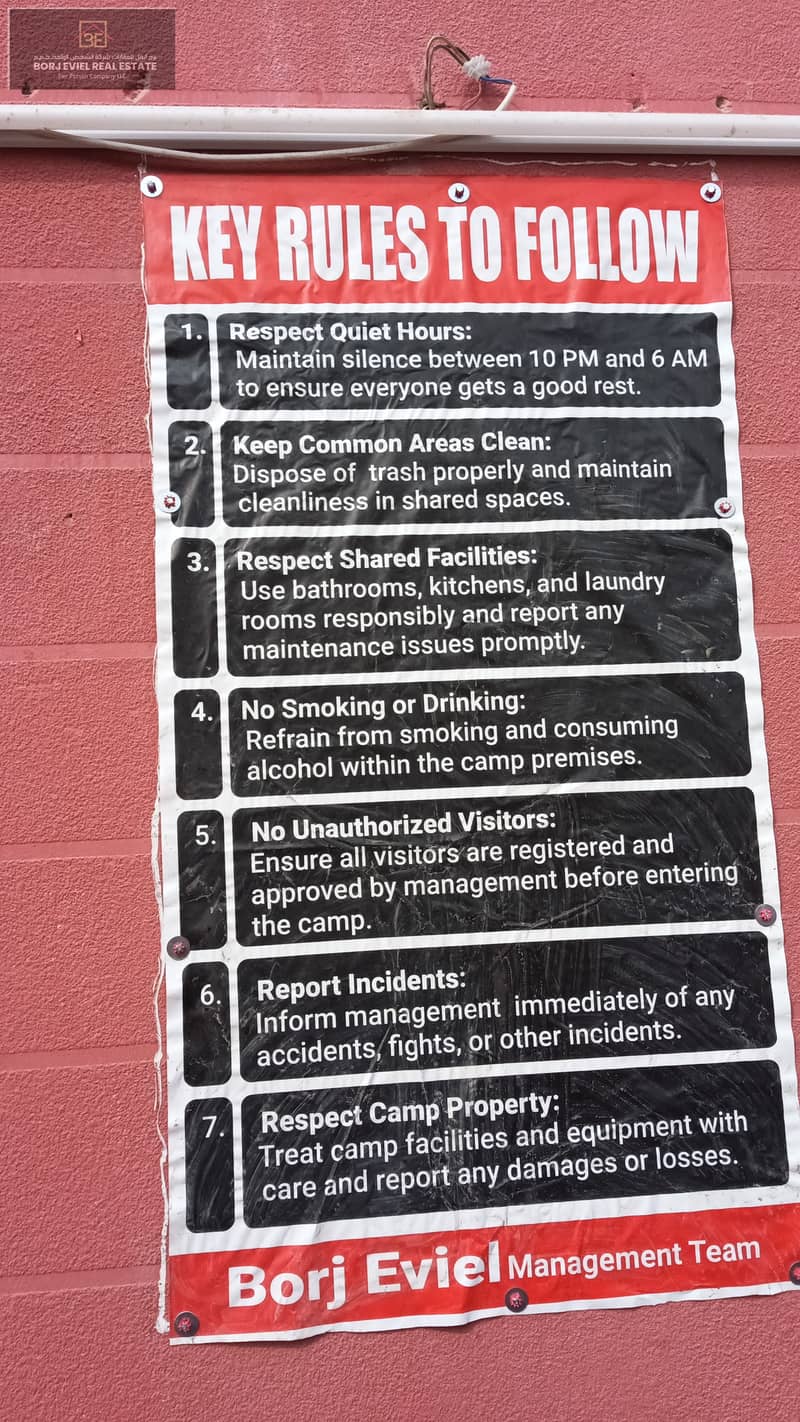 3E
BORJ EVIEL REAL ESTATE
KEY RULES TO FOLLOW
1. Respect Quiet Hours:
Maintain silence between 10 PM and 6 AM
to ensure everyone gets a good rest.
2. Keep Common Areas Clean:
Dispose of trash properly and maintain
cleanliness in shared spaces.
3. Respect Shared Facilities:
Use bathrooms, kitchens, and laundry
rooms responsibly and report any
maintenance issues promptly.
4. No Smoking or Drinking:
Refrain from smoking and consuming
alcohol within the camp premises.
5. No Unauthorized Visitors:
Ensure all visitors are registered and
approved by management before entering
the camp.
6. Report Incidents:
Inform management immediately of any
accidents, fights, or other incidents.
7. Respect Camp Property:
Treat camp facilities and equipment with
care and report any damages or losses.
Borj Eviel Management Team